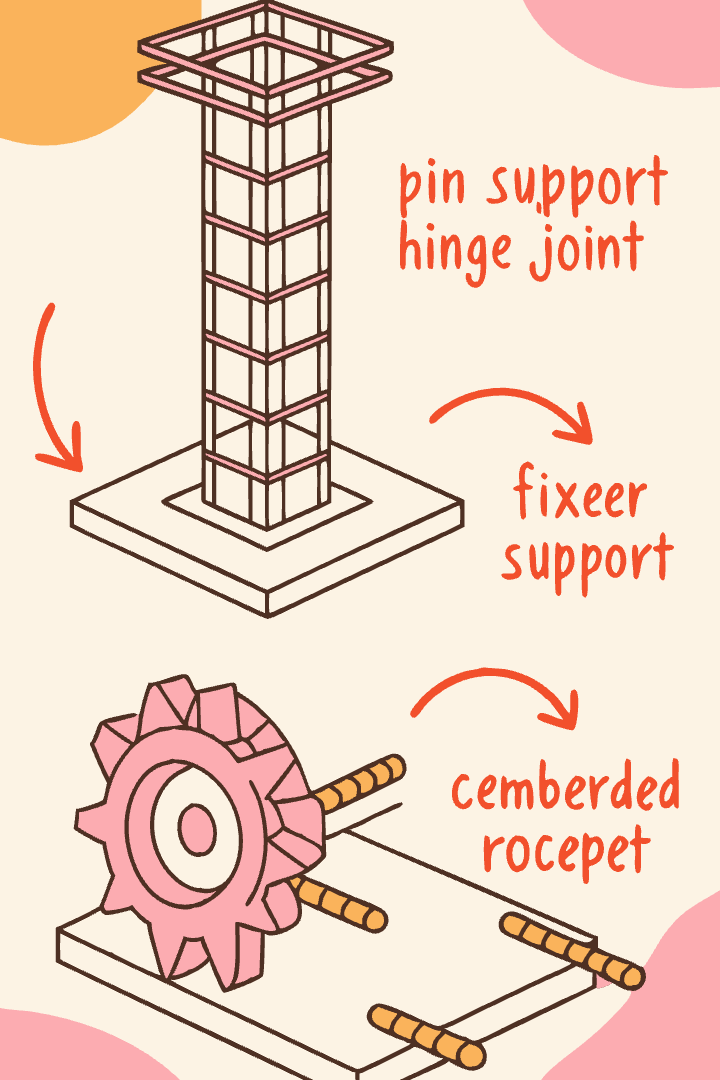 pin support
hinge joint
fixeer
support
cemberded
rocepet